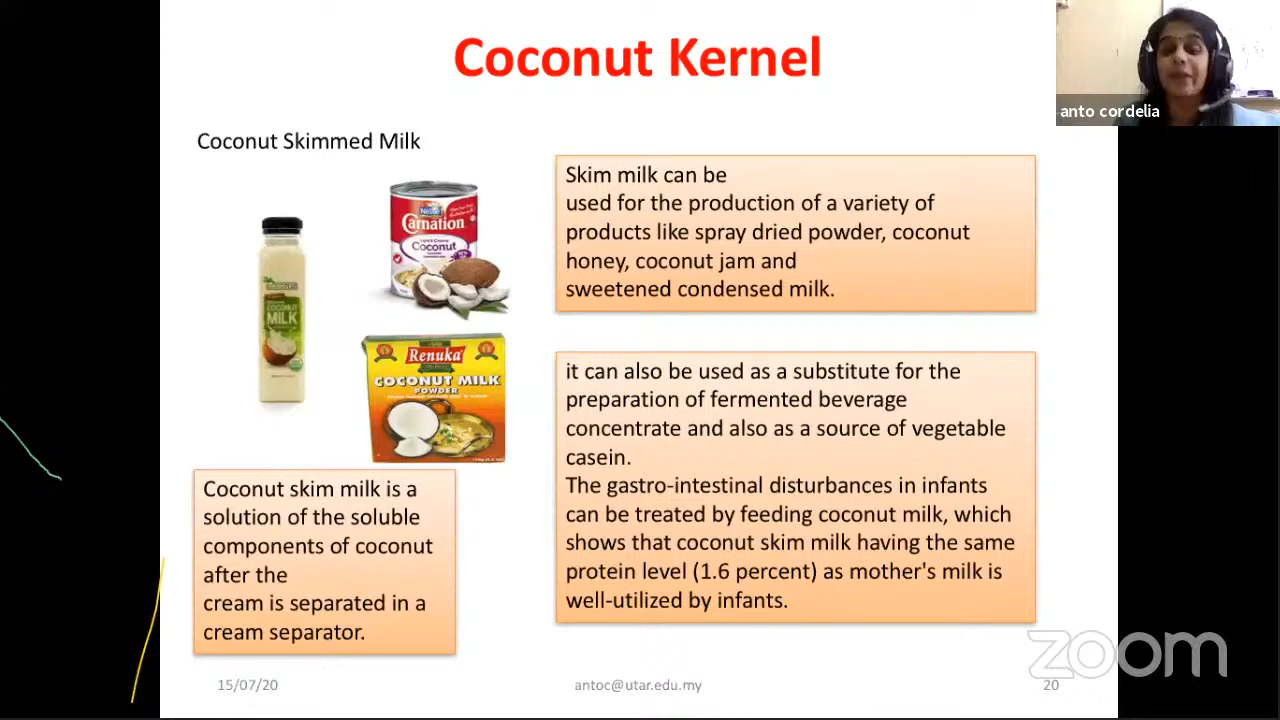 Coconut Kernel
anto cordelia
Coconut Skimmed Milk
Skim milk can be
used for the production of a variety of
products like spray dried powder, coconut
honey, coconut jam and
sweetened condensed milk.
Nestle
Carnation
Coconut
COCONUT
MILK
Renuka
COCONUT MILK
POWDER
it can also be used as a substitute for the
preparation of fermented beverage
concentrate and also as a source of vegetable
casein.
The gastro-intestinal disturbances in infants
can be treated by feeding coconut milk, which
shows that coconut skim milk having the same
protein level (1.6 percent) as mother's milk is
well-utilized by infants.
Coconut skim milk is a
solution of the soluble
components of coconut
after the
cream is separated in a
cream separator.
zoom
15/07/20
antoc@utar.edu.my
20